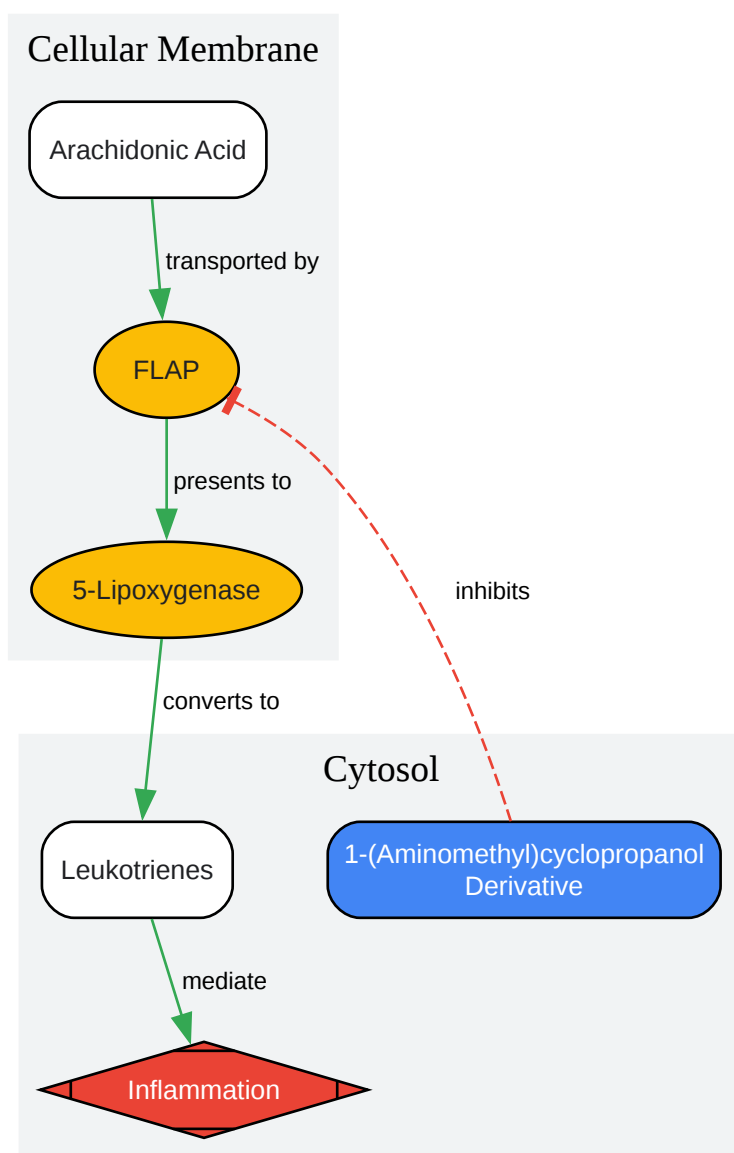 Cellular Membrane
Arachidonic Acid
transported by
FLAP
presents to
5-Lipoxygenase
inhibits
converts to
Cytosol
Leukotrienes
1-(Aminomethyl)cyclopropanol
Derivative
mediate
Inflammation